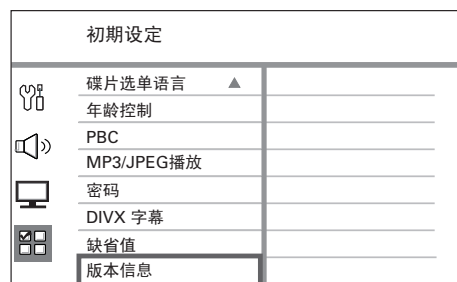 初期设定
碟片选单语言 ▲
年龄控制
PBC
MP3/JPEG播放
密码
DIVX 字幕
缺省值
版本信息